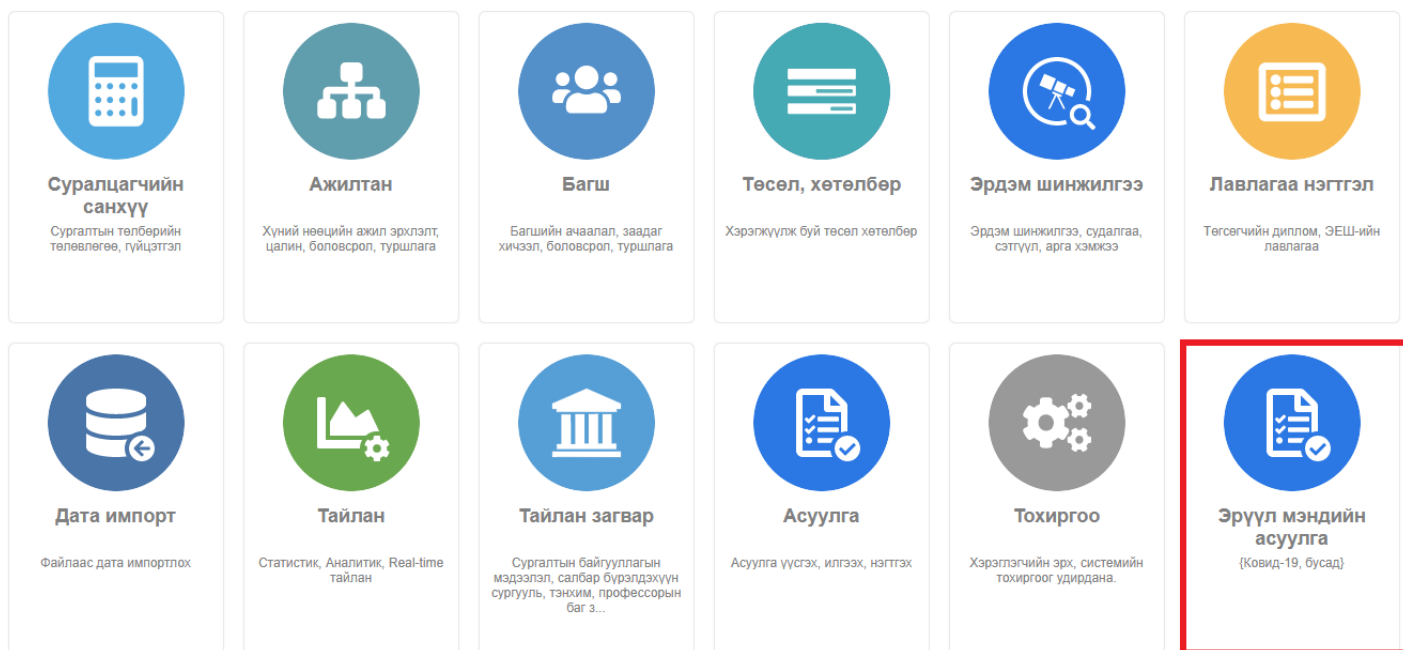 Суралцагчийн
санхүү
Сургалтын төлбөрийн
төлөвлөгөө, гүйцэтгэл
Ажилтан
Хүний нөөцийн ажил эрхлэлт,
цалин, боловсрол, туршлага
Багш
Багшийн ачаалал, заадаг
хичээл, боловсрол, туршлага
Төсөл, хөтөлбөр
Хэрэгжүүлж буй төсөл хөтөлбөр
Эрдэм шинжилгээ
Эрдэм шинжилгээ, судалгаа,
сэтгүүл, арга хэмжээ
Лавлагаа нэгтгэл
Төгсөгчийн диплом, ЭЕШ-ийн
лавлагаа
Дата импорт
Файлаас дата импортлох
Тайлан
Статистик, Аналитик, Real-time
тайлан
Тайлан загвар
Сургалтын байгууллагын
мэдээлэл, салбар бүрэлдэхүүн
сургууль, тэнхим, профессорын
баг з...
Асуулга
Асуулга үүсгэх, илгээх, нэгтгэх
Тохиргоо
Хэрэглэгчийн эрх, системийн
тохиргоог удирдана.
Эрүүл мэндийн
асуулга
{Ковид-19, бусад}